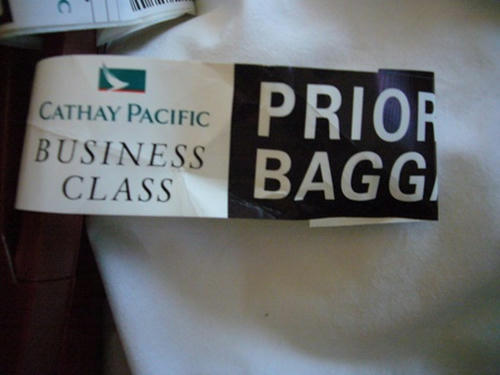 CATHAY PACIFIC
BUSINESS
CLASS
PRIOR
BAGG